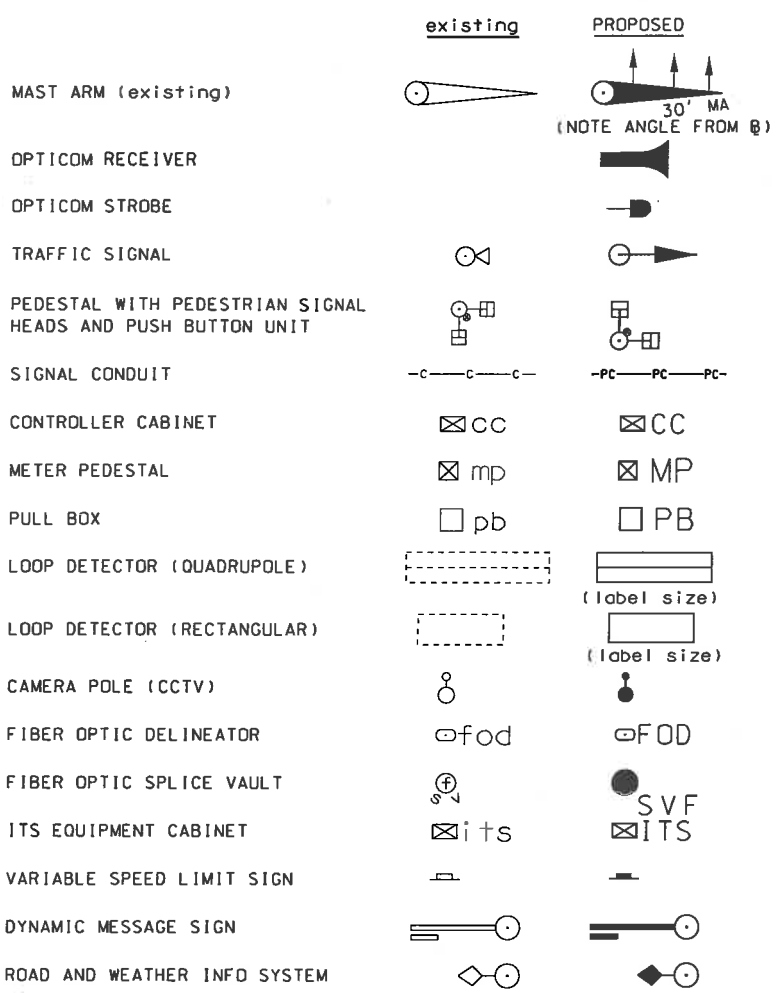 existing PROPOSED
MAST ARM (existing)
30' MA
(NOTE ANGLE FROM ℄)
OPTICOM RECEIVER
OPTICOM STROBE
TRAFFIC SIGNAL
PEDESTAL WITH PEDESTRIAN SIGNAL
HEADS AND PUSH BUTTON UNIT
SIGNAL CONDUIT -C-C-C- -PC-PC-PC-
CONTROLLER CABINET cc CC
METER PEDESTAL mp MP
PULL BOX pb PB
LOOP DETECTOR (QUADRUPOLE)
(label size)
LOOP DETECTOR (RECTANGULAR)
(label size)
CAMERA POLE (CCTV)
FIBER OPTIC DELINEATOR fod FOD
FIBER OPTIC SPLICE VAULT f
s v SVF
ITS EQUIPMENT CABINET its ITS
VARIABLE SPEED LIMIT SIGN
DYNAMIC MESSAGE SIGN
ROAD AND WEATHER INFO SYSTEM